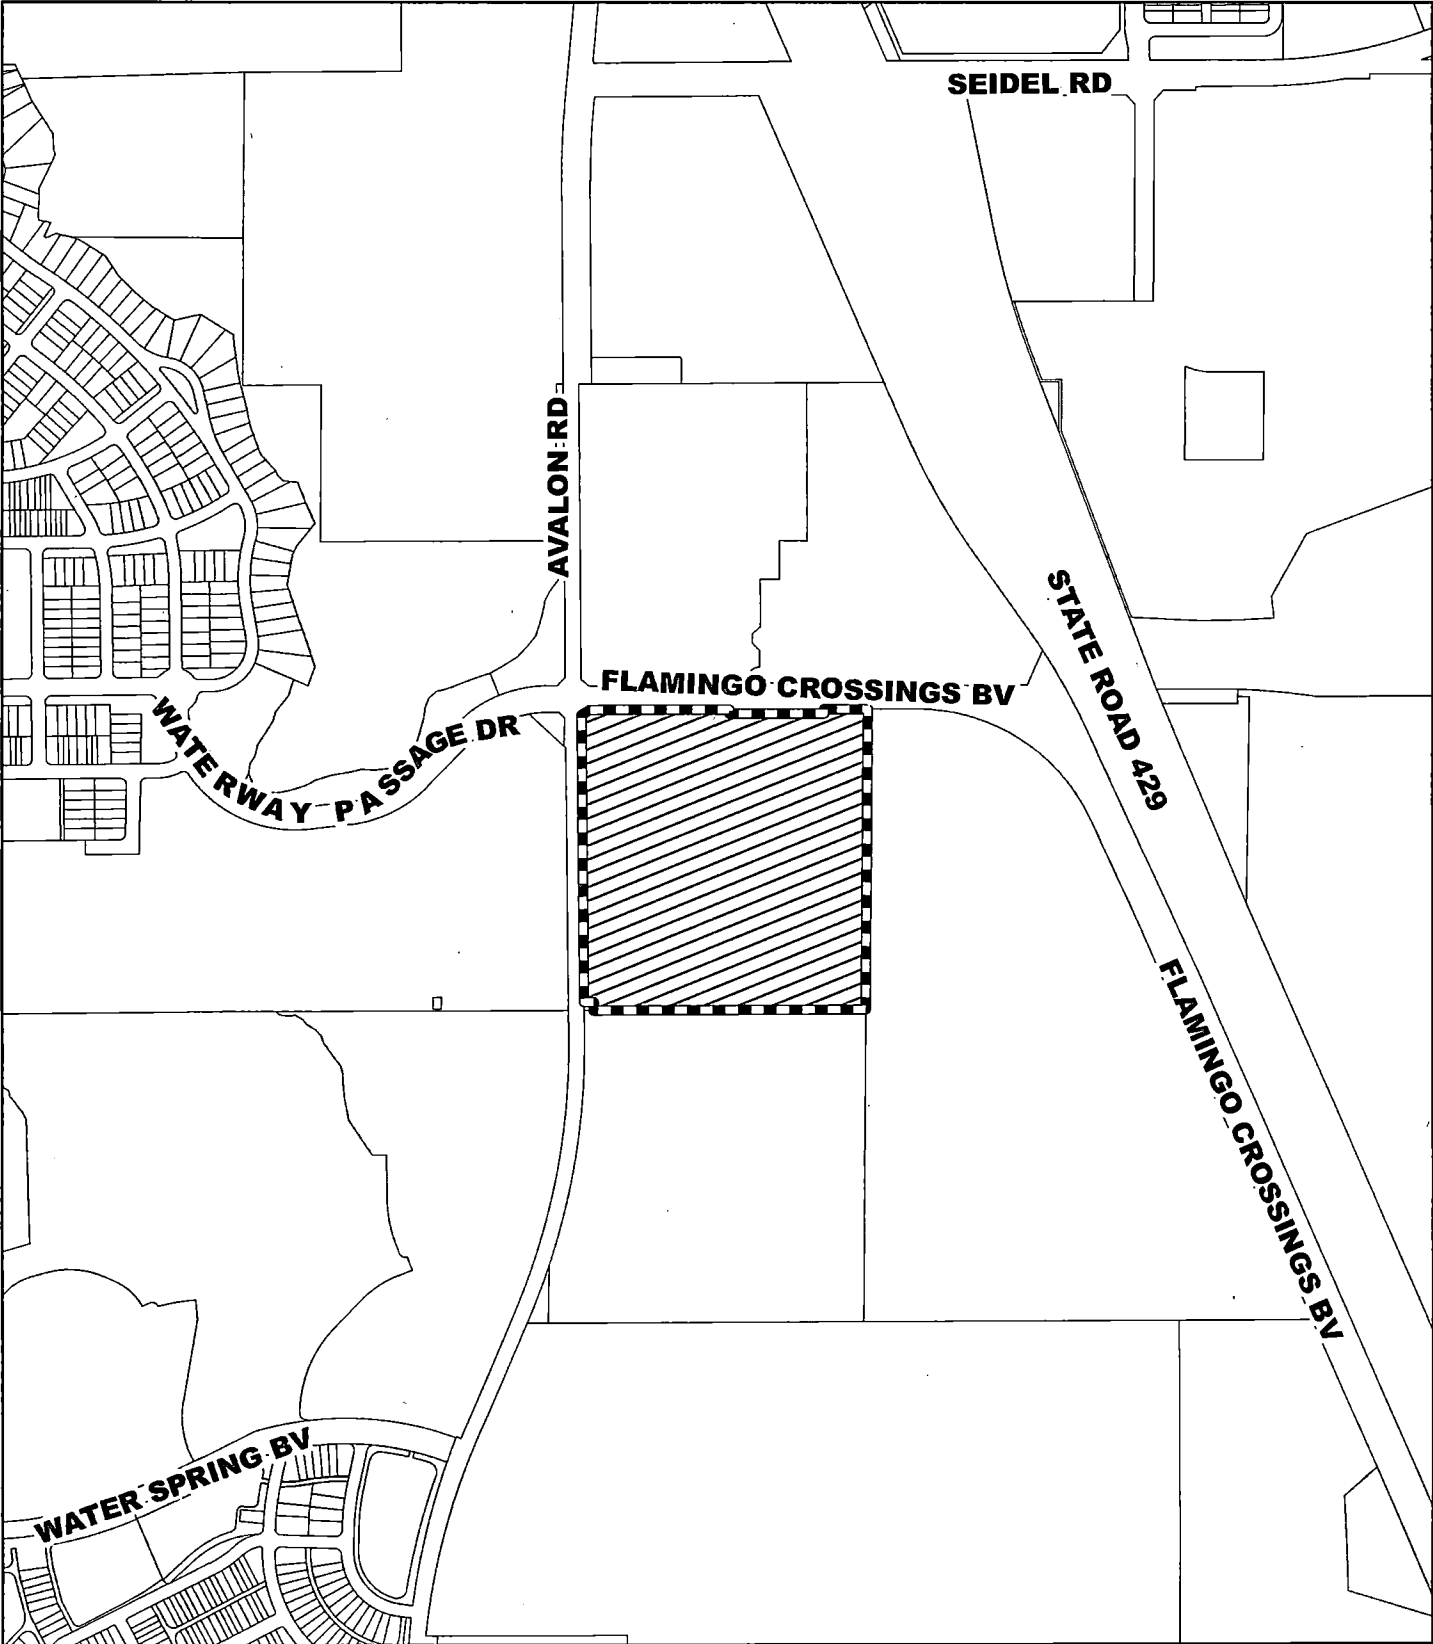 SEIDEL RD
AVALON RD
STATE ROAD 429
FLAMINGO CROSSINGS BV
WATERWAY PASSAGE DR
FLAMINGO CROSSINGS BV
WATER SPRING BV